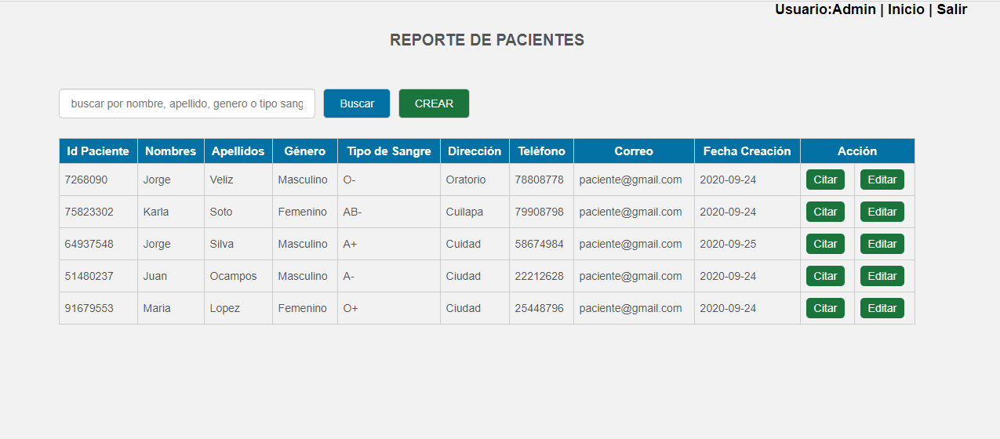 Usuario:Admin | Inicio | Salir
REPORTE DE PACIENTES
buscar por nombre, apellido, genero o tipo sang Buscar CREAR
Id Paciente Nombres Apellidos Género Tipo de Sangre Dirección Teléfono Correo Fecha Creación Acción
7268090 Jorge Veliz Masculino O- Oratorio 78808778 paciente@gmail.com 2020-09-24 Citar Editar
75823302 Karla Soto Femenino AB- Cuilapa 79908798 paciente@gmail.com 2020-09-24 Citar Editar
64937548 Jorge Silva Masculino A+ Cuidad 58674984 paciente@gmail.com 2020-09-25 Citar Editar
51480237 Juan Ocampos Masculino A- Ciudad 22212628 paciente@gmail.com 2020-09-24 Citar Editar
91679553 Maria Lopez Femenino O+ Ciudad 25448796 paciente@gmail.com 2020-09-24 Citar Editar